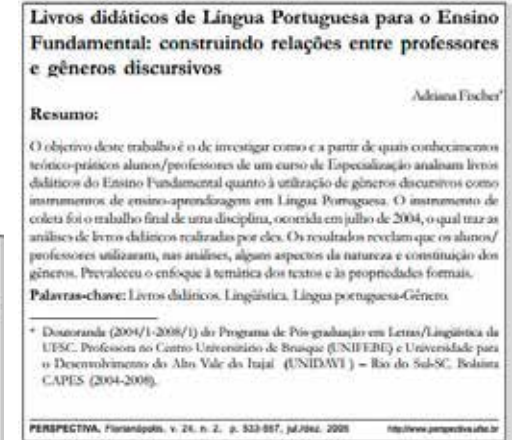 Livros didáticos de Língua Portuguesa para o Ensino
Fundamental: construindo relações entre professores
e gêneros discursivos
Adriana Fischer*
Resumo:
O objetivo deste trabalho é o de investigar como e a partir de quais conhecimentos
teórico-práticos alunos/professores de um curso de Especialização analisam livros
didáticos do Ensino Fundamental quanto à utilização de gêneros discursivos como
instrumentos de ensino-aprendizagem em Língua Portuguesa. O instrumento de
coleta foi o trabalho final de uma disciplina, ocorrida em julho de 2004, o qual traz as
análises de livros didáticos realizadas por eles. Os resultados revelam que os alunos/
professores utilizaram, nas análises, alguns aspectos da natureza e constituição dos
gêneros. Prevaleceu o enfoque à temática dos textos e às propriedades formais.
Palavras-chave: Livros didáticos. Lingüística. Língua portuguesa-Gênero.
* Doutoranda (2004/1-2008/1) do Programa de Pós-graduação em Letras/Lingüística da
UFSC. Professora no Centro Universitário de Brusque (UNIFEBE) e Universidade para
o Desenvolvimento do Alto Vale do Itajaí (UNIDAVI) – Rio do Sul-SC. Bolsista
CAPES (2004-2008).
PERSPECTIVA, Florianópolis, v. 24, n. 2, p. 533-557, jul./dez. 2006 http://www.perspectiva.ufsc.br